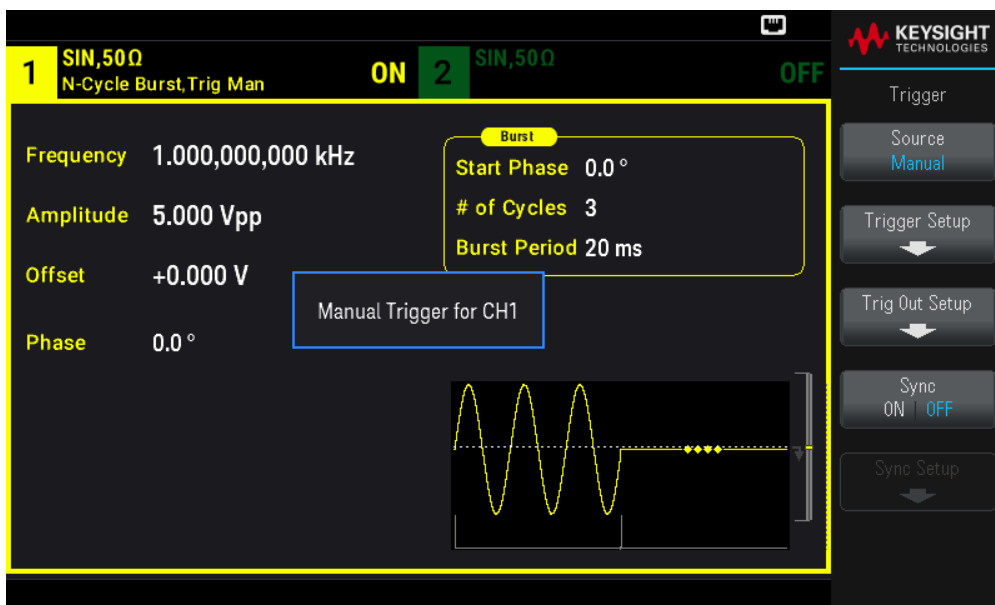 KEYSIGHT
TECHNOLOGIES
1
SIN,50Ω
N-Cycle Burst,Trig Man
ON
2
SIN,50Ω
OFF
Frequency 1.000,000,000 kHz
Amplitude 5.000 Vpp
Offset +0.000 V
Phase 0.0 °
Burst
Start Phase 0.0 °
# of Cycles 3
Burst Period 20 ms
Manual Trigger for CH1
Trigger
Source
Manual
Trigger Setup
Trig Out Setup
Sync
ON | OFF
Sync Setup